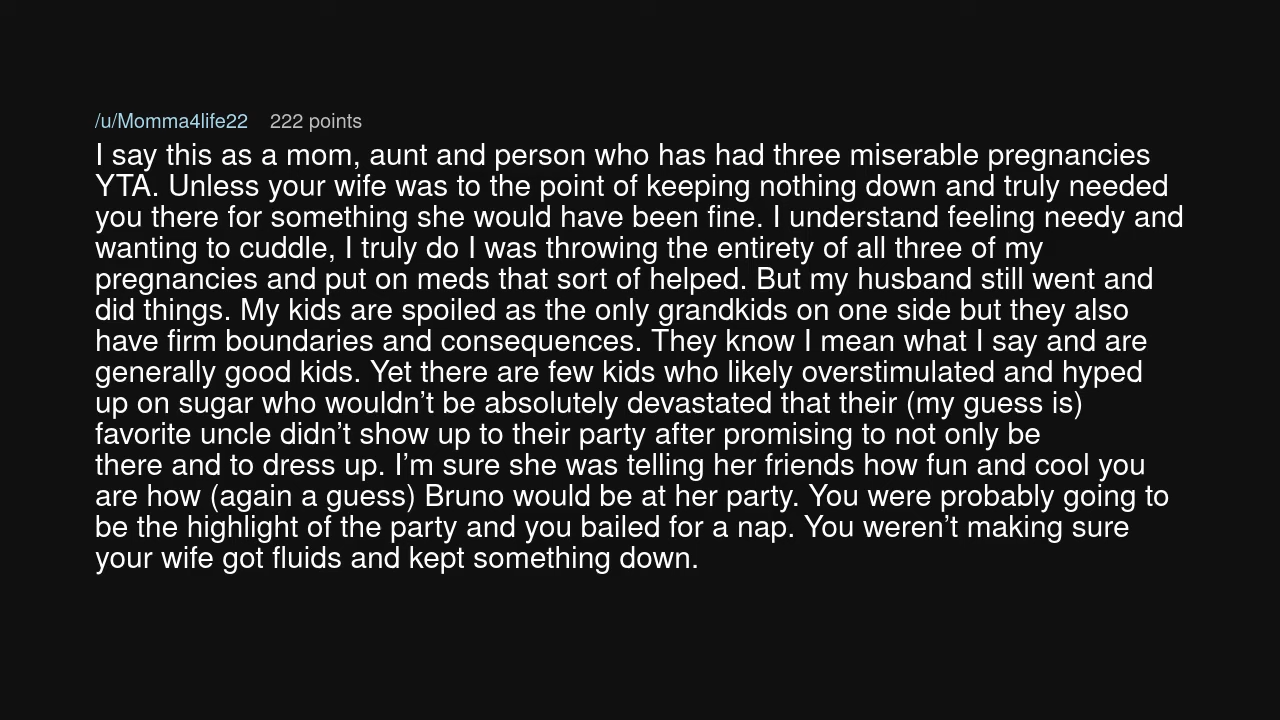 /u/Momma4life22 222 points
I say this as a mom, aunt and person who has had three miserable pregnancies
YTA. Unless your wife was to the point of keeping nothing down and truly needed
you there for something she would have been fine. I understand feeling needy and
wanting to cuddle, I truly do I was throwing the entirety of all three of my
pregnancies and put on meds that sort of helped. But my husband still went and
did things. My kids are spoiled as the only grandkids on one side but they also
have firm boundaries and consequences. They know I mean what I say and are
generally good kids. Yet there are few kids who likely overstimulated and hyped
up on sugar who wouldn’t be absolutely devastated that their (my guess is)
favorite uncle didn’t show up to their party after promising to not only be
there and to dress up. I’m sure she was telling her friends how fun and cool you
are how (again a guess) Bruno would be at her party. You were probably going to
be the highlight of the party and you bailed for a nap. You weren’t making sure
your wife got fluids and kept something down.